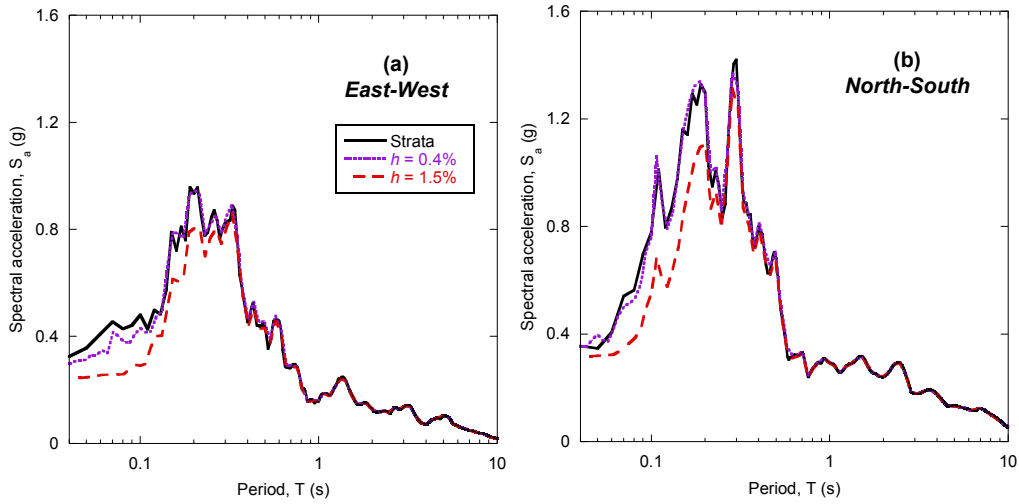 1.6
1.2
0.8
0.4
0
Spectral acceleration, Sa (g)
0.1
1
10
Period, T (s)
(a)
East-West
Strata
h = 0.4%
h = 1.5%
1.6
1.2
0.8
0.4
0
Spectral acceleration, Sa (g)
0.1
1
10
Period, T (s)
(b)
North-South